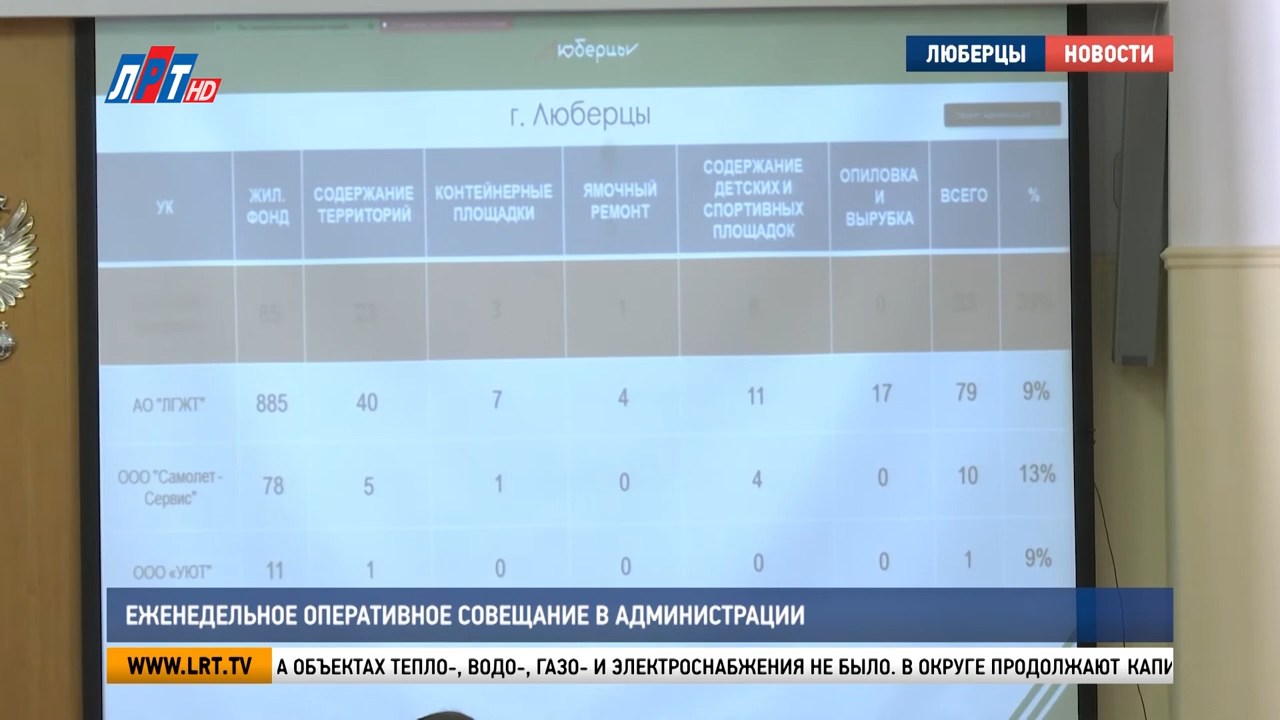 ЛРТ HD
ЛЮБЕРЦЫ НОВОСТИ
люберцы
г. Люберцы
УК
ЖИЛ. ФОНД
СОДЕРЖАНИЕ ТЕРРИТОРИЙ
КОНТЕЙНЕРНЫЕ ПЛОЩАДКИ
ЯМОЧНЫЙ РЕМОНТ
СОДЕРЖАНИЕ ДЕТСКИХ И СПОРТИВНЫХ ПЛОЩАДОК
ОПИЛОВКА И ВЫРУБКА
ВСЕГО
%
3 1 0
АО "ЛГЖТ" 885 40 7 4 11 17 79 9%
ООО "Самолет-Сервис" 78 5 1 0 4 0 10 13%
ООО «УЮТ" 11 1 0 0 0 0 1 9%
ЕЖЕНЕДЕЛЬНОЕ ОПЕРАТИВНОЕ СОВЕЩАНИЕ В АДМИНИСТРАЦИИ
WWW.LRT.TV
А ОБЪЕКТАХ ТЕПЛО-, ВОДО-, ГАЗО- И ЭЛЕКТРОСНАБЖЕНИЯ НЕ БЫЛО. В ОКРУГЕ ПРОДОЛЖАЮТ КАПИ